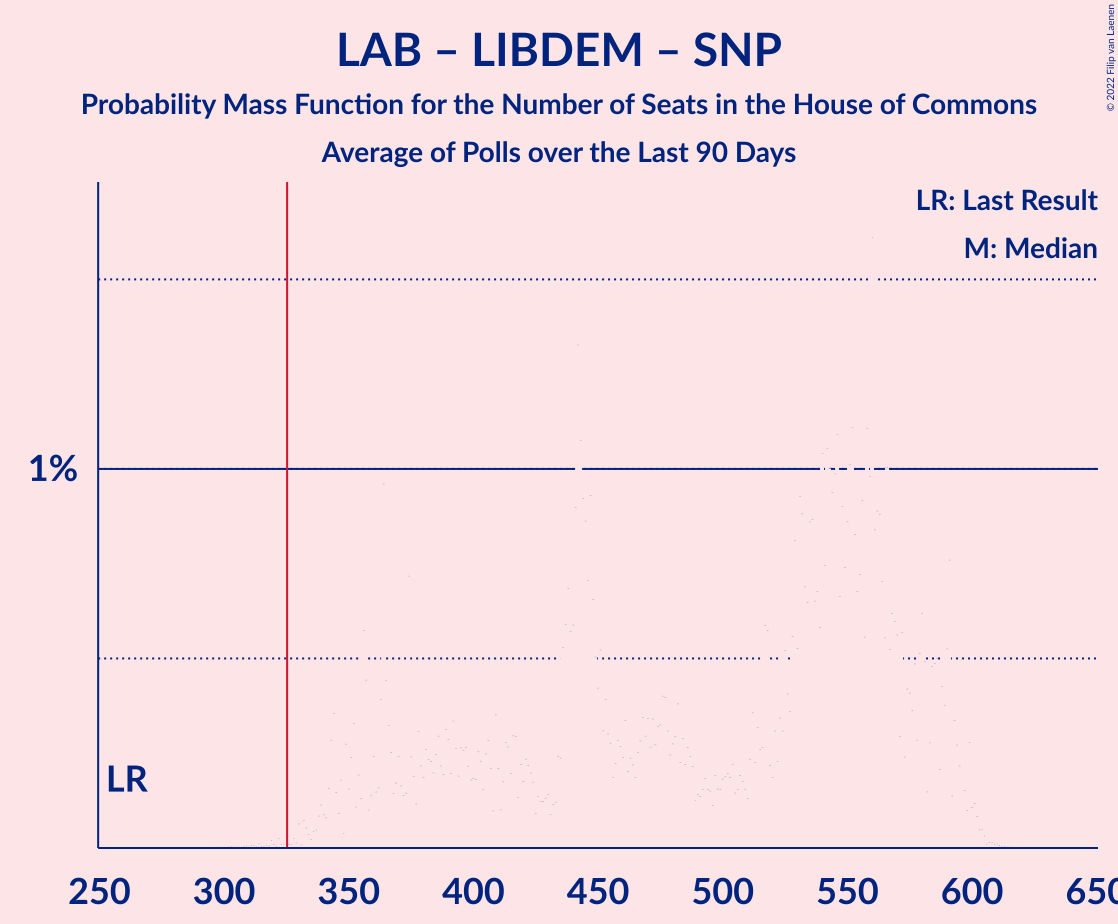 LAB – LIBDEM – SNP
Probability Mass Function for the Number of Seats in the House of Commons
Average of Polls over the Last 90 Days
© 2022 Filip van Laenen
LR: Last Result
M: Median
1%
LR
250 300 350 400 450 500 550 600 650